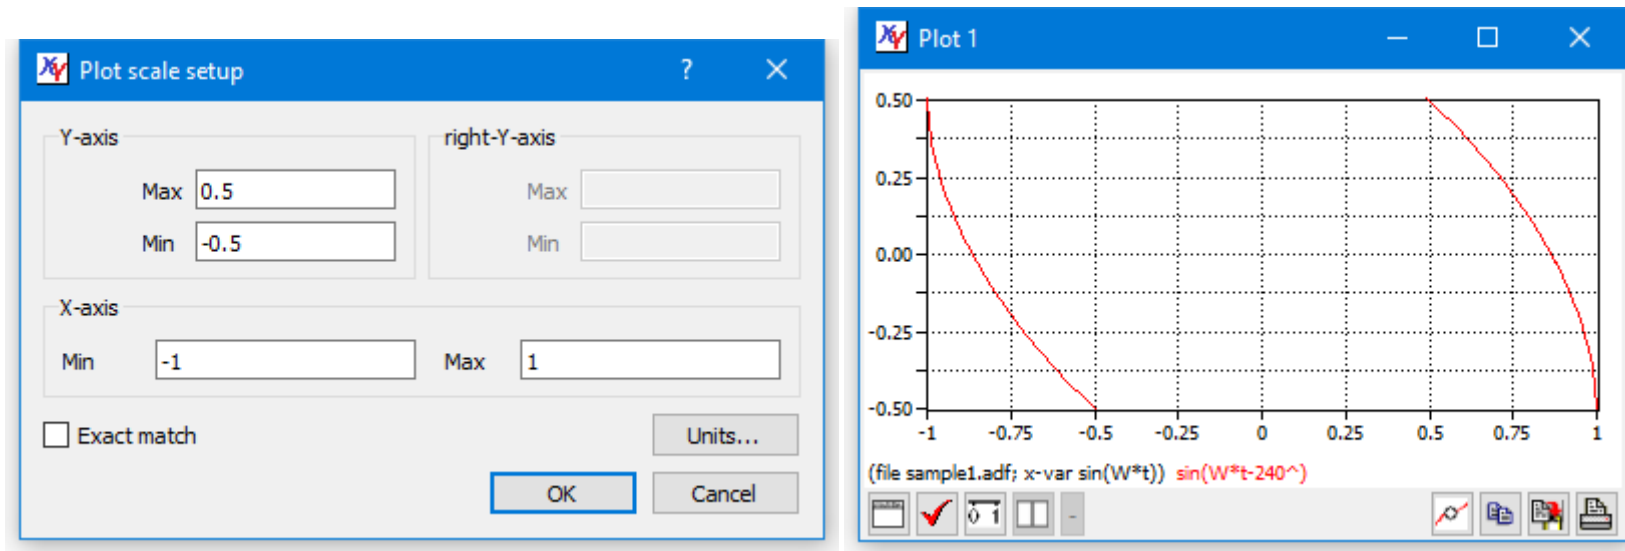 Plot scale setup
?
Y-axis
Max 0.5
Min -0.5
right-Y-axis
Max
Min
X-axis
Min -1 Max 1
Exact match
Units...
OK Cancel
Plot 1
0.50
0.25
0.00
-0.25
-0.50
-1 -0.75 -0.5 -0.25 0 0.25 0.5 0.75 1
(file sample1.adf; x-var sin(W*t)) sin(W*t-240^)
0 1
-